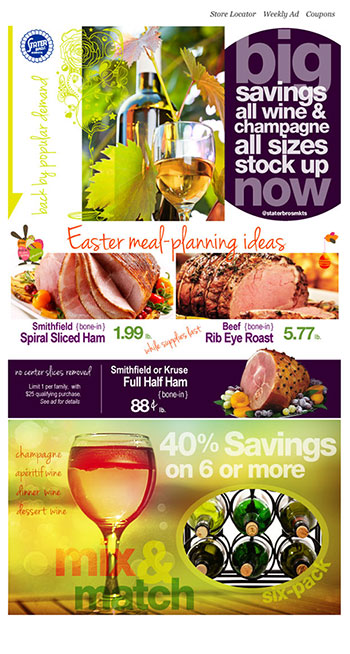 Store Locator Weekly Ad Coupons
STATER
BROS
back by popular demand
big
savings
all wine &
champagne
all sizes
stock up
now
@staterbrosmkts
Easter meal-planning ideas
Smithfield {bone-in}
Spiral Sliced Ham
1.99 lb.
while supplies last
Beef {bone-in}
Rib Eye Roast
5.77 lb.
no center slices removed
Limit 1 per family, with
$25 qualifying purchase.
See ad for details
Smithfield or Kruse
Full Half Ham
{bone-in}
88¢ lb.
40% Savings
on 6 or more
champagne
apéritif wine
dinner wine
dessert wine
mix &
match
six-pack